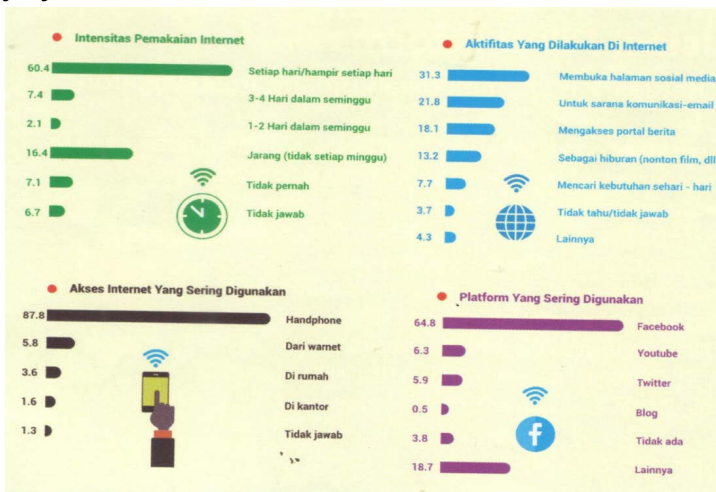 Intensitas Pemakaian Internet
60.4 Setiap hari/hampir setiap hari
7.4 3-4 Hari dalam seminggu
2.1 1-2 Hari dalam seminggu
16.4 Jarang (tidak setiap minggu)
7.1 Tidak pernah
6.7 Tidak jawab
Aktifitas Yang Dilakukan Di Internet
31.3 Membuka halaman sosial media
21.8 Untuk sarana komunikasi-email
18.1 Mengakses portal berita
13.2 Sebagai hiburan (nonton film, dll
7.7 Mencari kebutuhan sehari - hari
3.7 Tidak tahu/tidak jawab
4.3 Lainnya
Akses Internet Yang Sering Digunakan
87.8 Handphone
5.8 Dari warnet
3.6 Di rumah
1.6 Di kantor
1.3 Tidak jawab
Platform Yang Sering Digunakan
64.8 Facebook
6.3 Youtube
5.9 Twitter
0.5 Blog
3.8 Tidak ada
18.7 Lainnya
f